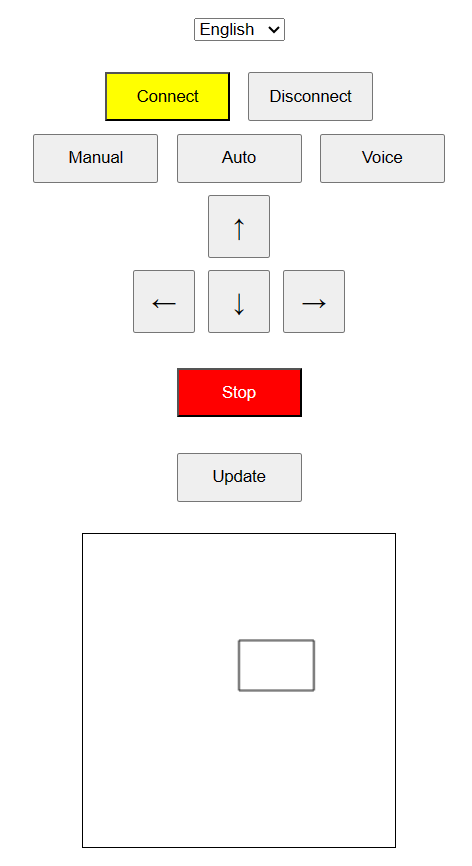 English
Connect Disconnect
Manual Auto Voice
↑
← ↓ →
Stop
Update